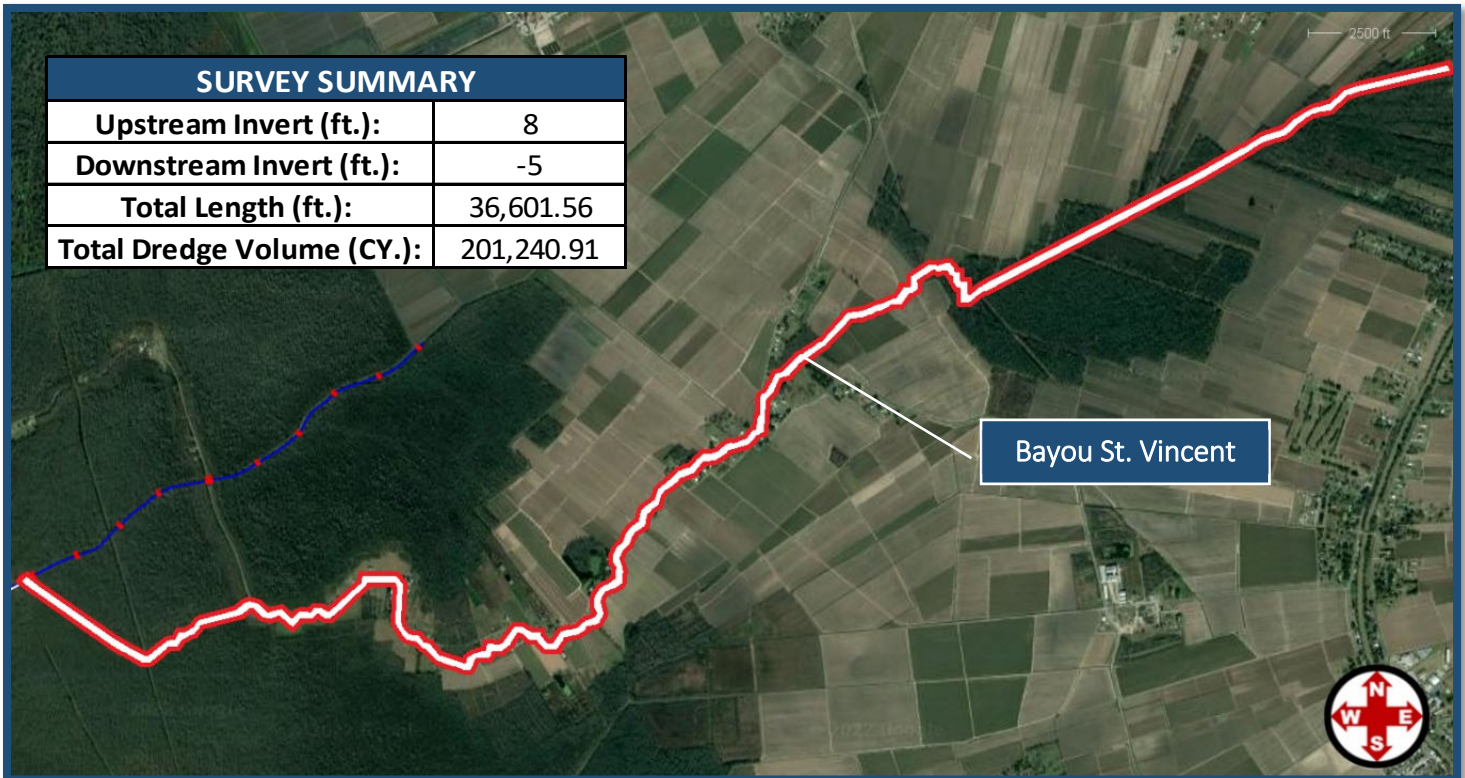 2500 ft
SURVEY SUMMARY
Upstream Invert (ft.): 8
Downstream Invert (ft.): -5
Total Length (ft.): 36,601.56
Total Dredge Volume (CY.): 201,240.91
Bayou St. Vincent
N
W E
S